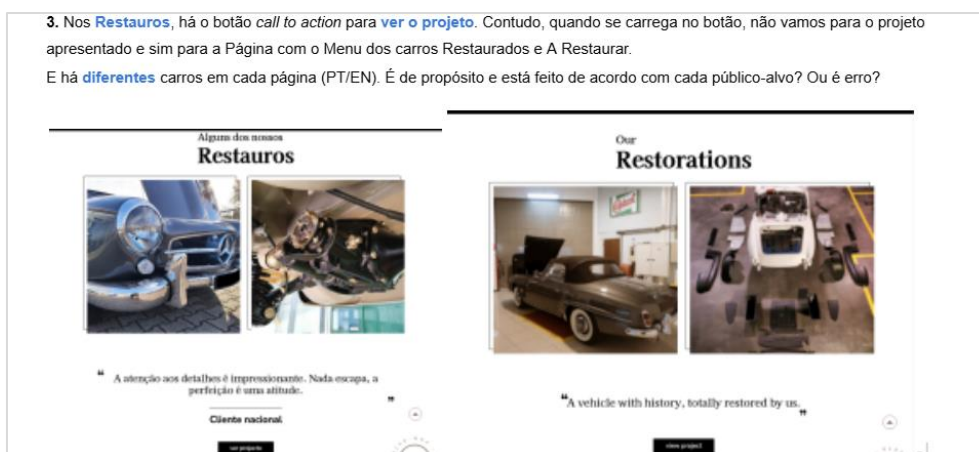 3. Nos Restauros, há o botão call to action para ver o projeto. Contudo, quando se carrega no botão, não vamos para o projeto
apresentado e sim para a Página com o Menu dos carros Restaurados e A Restaurar.
E há diferentes carros em cada página (PT/EN). É de propósito e está feito de acordo com cada público-alvo? Ou é erro?
Alguns dos nossos
Restauros
❝ A atenção aos detalhes é impressionante. Nada escapa, a
perfeição é uma atitude. ❞
Cliente nacional
ver projecto
Our
Restorations
❝A vehicle with history, totally restored by us. ❞
view project